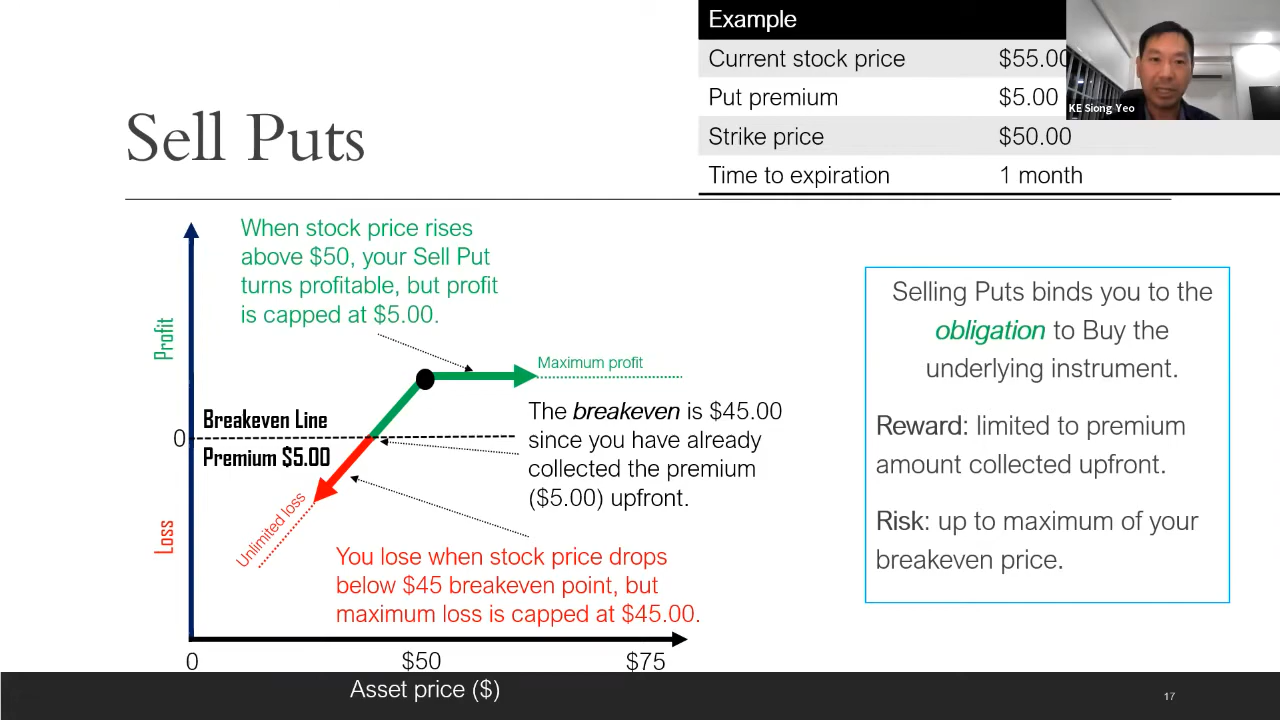 Example
Current stock price $55.00
Put premium $5.00
KE Siong Yeo
Strike price $50.00
Time to expiration 1 month
Sell Puts
When stock price rises
above $50, your Sell Put
turns profitable, but profit
is capped at $5.00.
Profit
Maximum profit
Breakeven Line
0
Premium $5.00
The breakeven is $45.00
since you have already
collected the premium
($5.00) upfront.
Unlimited loss
Loss
You lose when stock price drops
below $45 breakeven point, but
maximum loss is capped at $45.00.
0 $50 $75
Asset price ($)
Selling Puts binds you to the
obligation to Buy the
underlying instrument.
Reward: limited to premium
amount collected upfront.
Risk: up to maximum of your
breakeven price.
17